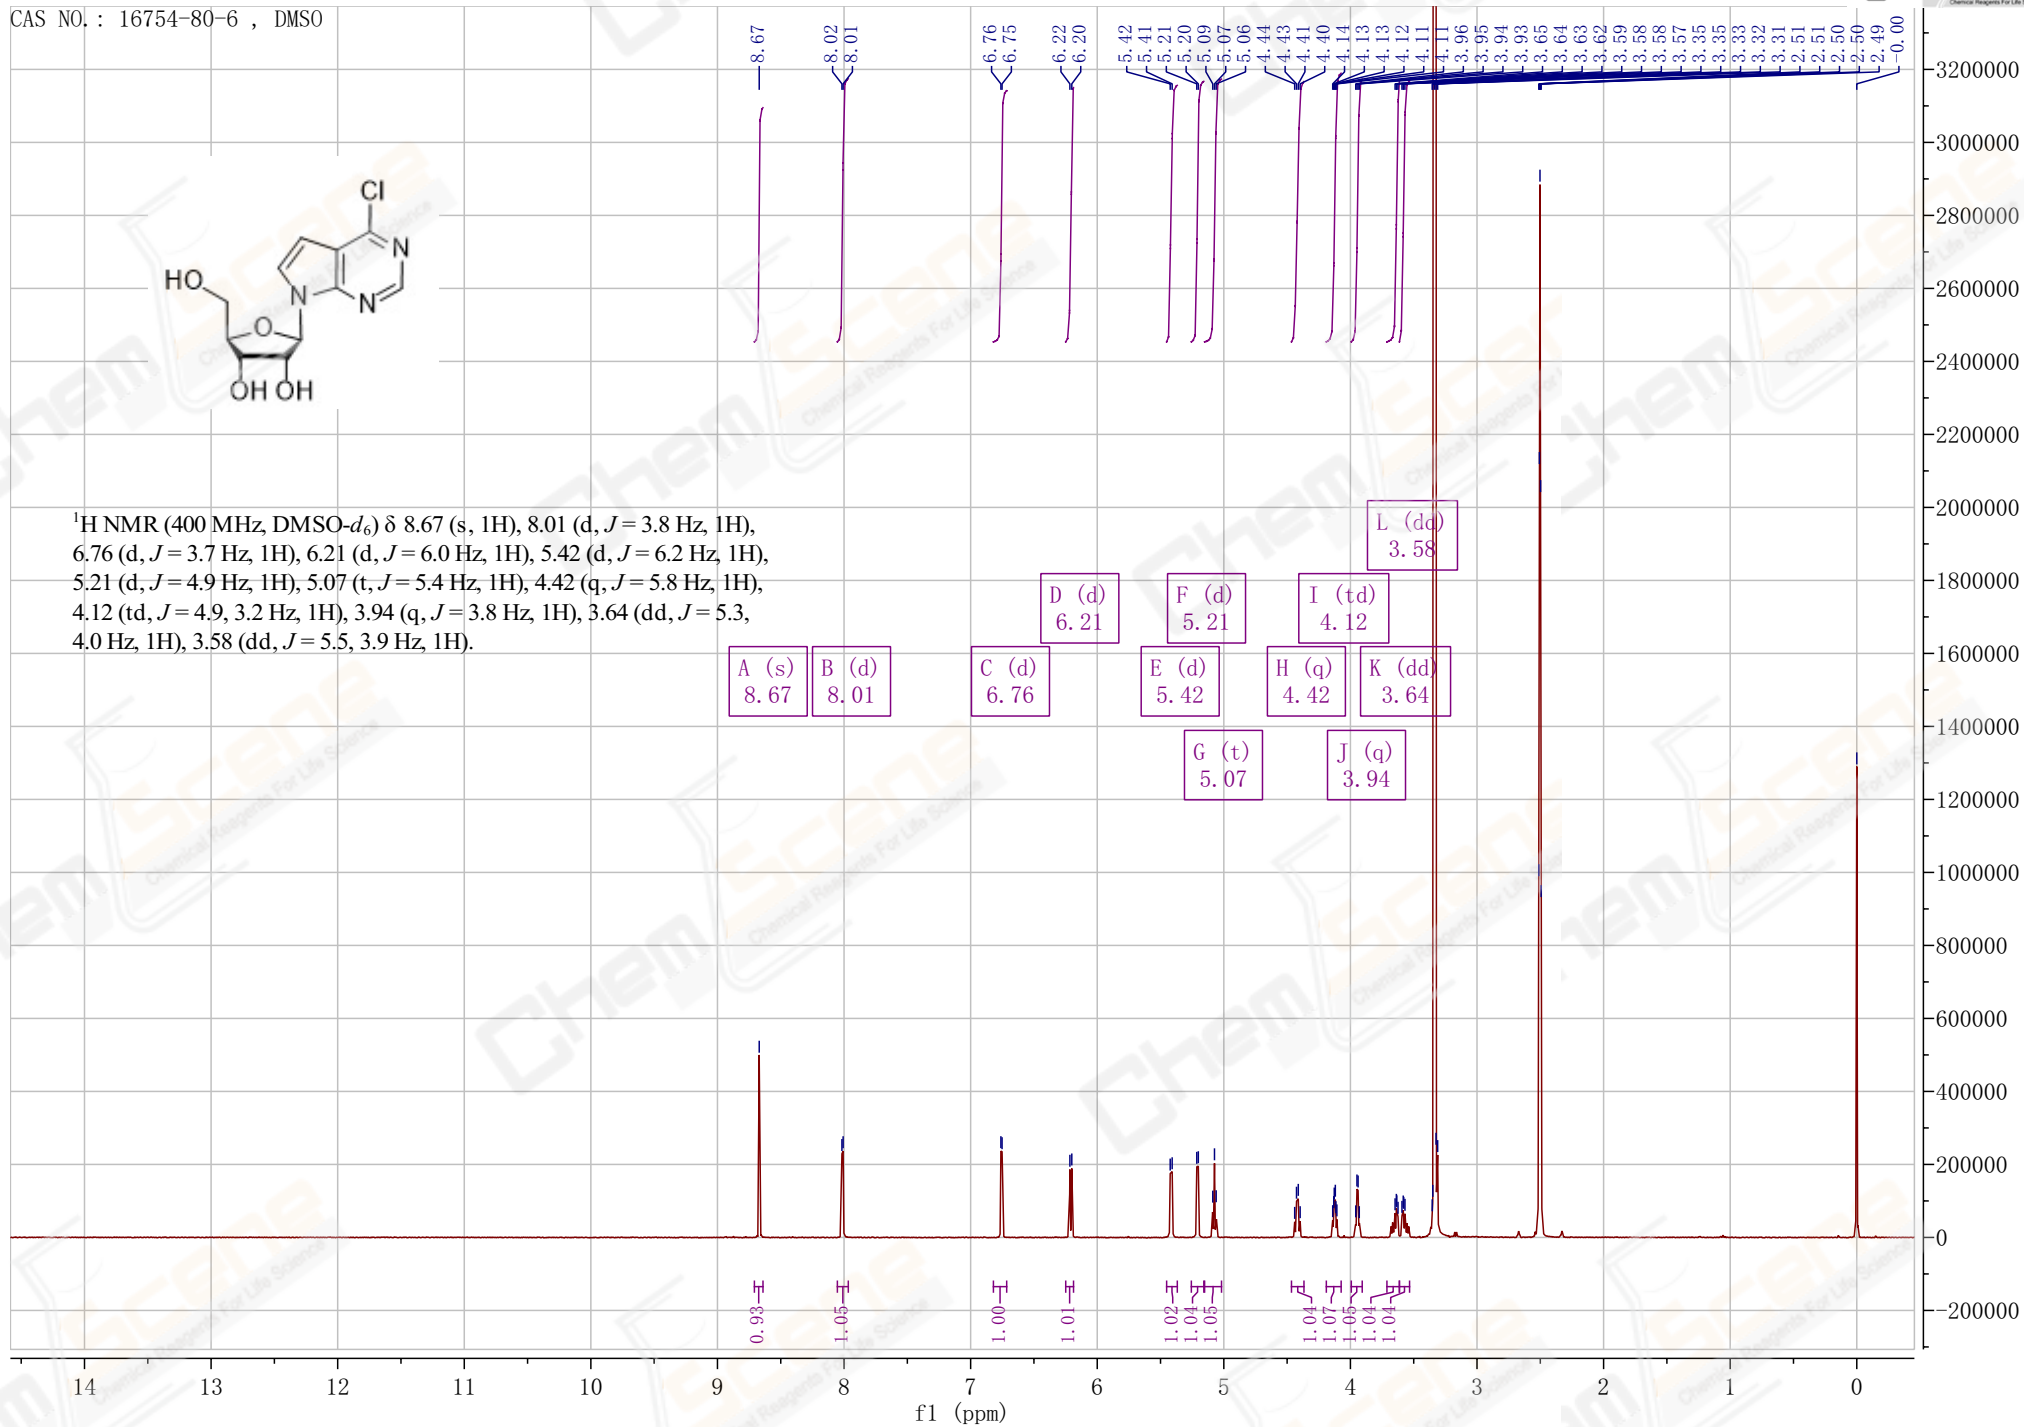 CAS NO.: 16754-80-6 , DMSO
Chemical Reagents For Life Science
8.67
8.02
8.01
6.76
6.75
6.22
6.20
5.42
5.41
5.21
5.20
5.09
5.07
5.06
4.44
4.43
4.41
4.40
4.14
4.13
4.13
4.12
4.11
4.11
3.96
3.95
3.94
3.93
3.65
3.64
3.63
3.62
3.59
3.58
3.58
3.57
3.35
3.35
3.33
3.32
3.31
2.51
2.51
2.50
2.50
2.49
-0.00
Cl
N
N
N
HO
O
OH OH
¹H NMR (400 MHz, DMSO-d₆) δ 8.67 (s, 1H), 8.01 (d, J = 3.8 Hz, 1H),
6.76 (d, J = 3.7 Hz, 1H), 6.21 (d, J = 6.0 Hz, 1H), 5.42 (d, J = 6.2 Hz, 1H),
5.21 (d, J = 4.9 Hz, 1H), 5.07 (t, J = 5.4 Hz, 1H), 4.42 (q, J = 5.8 Hz, 1H),
4.12 (td, J = 4.9, 3.2 Hz, 1H), 3.94 (q, J = 3.8 Hz, 1H), 3.64 (dd, J = 5.3,
4.0 Hz, 1H), 3.58 (dd, J = 5.5, 3.9 Hz, 1H).
L (dd)
3.58
D (d)
6.21
F (d)
5.21
I (td)
4.12
A (s)
8.67
B (d)
8.01
C (d)
6.76
E (d)
5.42
H (q)
4.42
K (dd)
3.64
G (t)
5.07
J (q)
3.94
3200000
3000000
2800000
2600000
2400000
2200000
2000000
1800000
1600000
1400000
1200000
1000000
800000
600000
400000
200000
0
-200000
0.93
1.05
1.00
1.01
1.02
1.04
1.05
1.04
1.07
1.05
1.04
1.04
14 13 12 11 10 9 8 7 6 5 4 3 2 1 0
f1 (ppm)
ChemScene
Chemical Reagents For Life Science